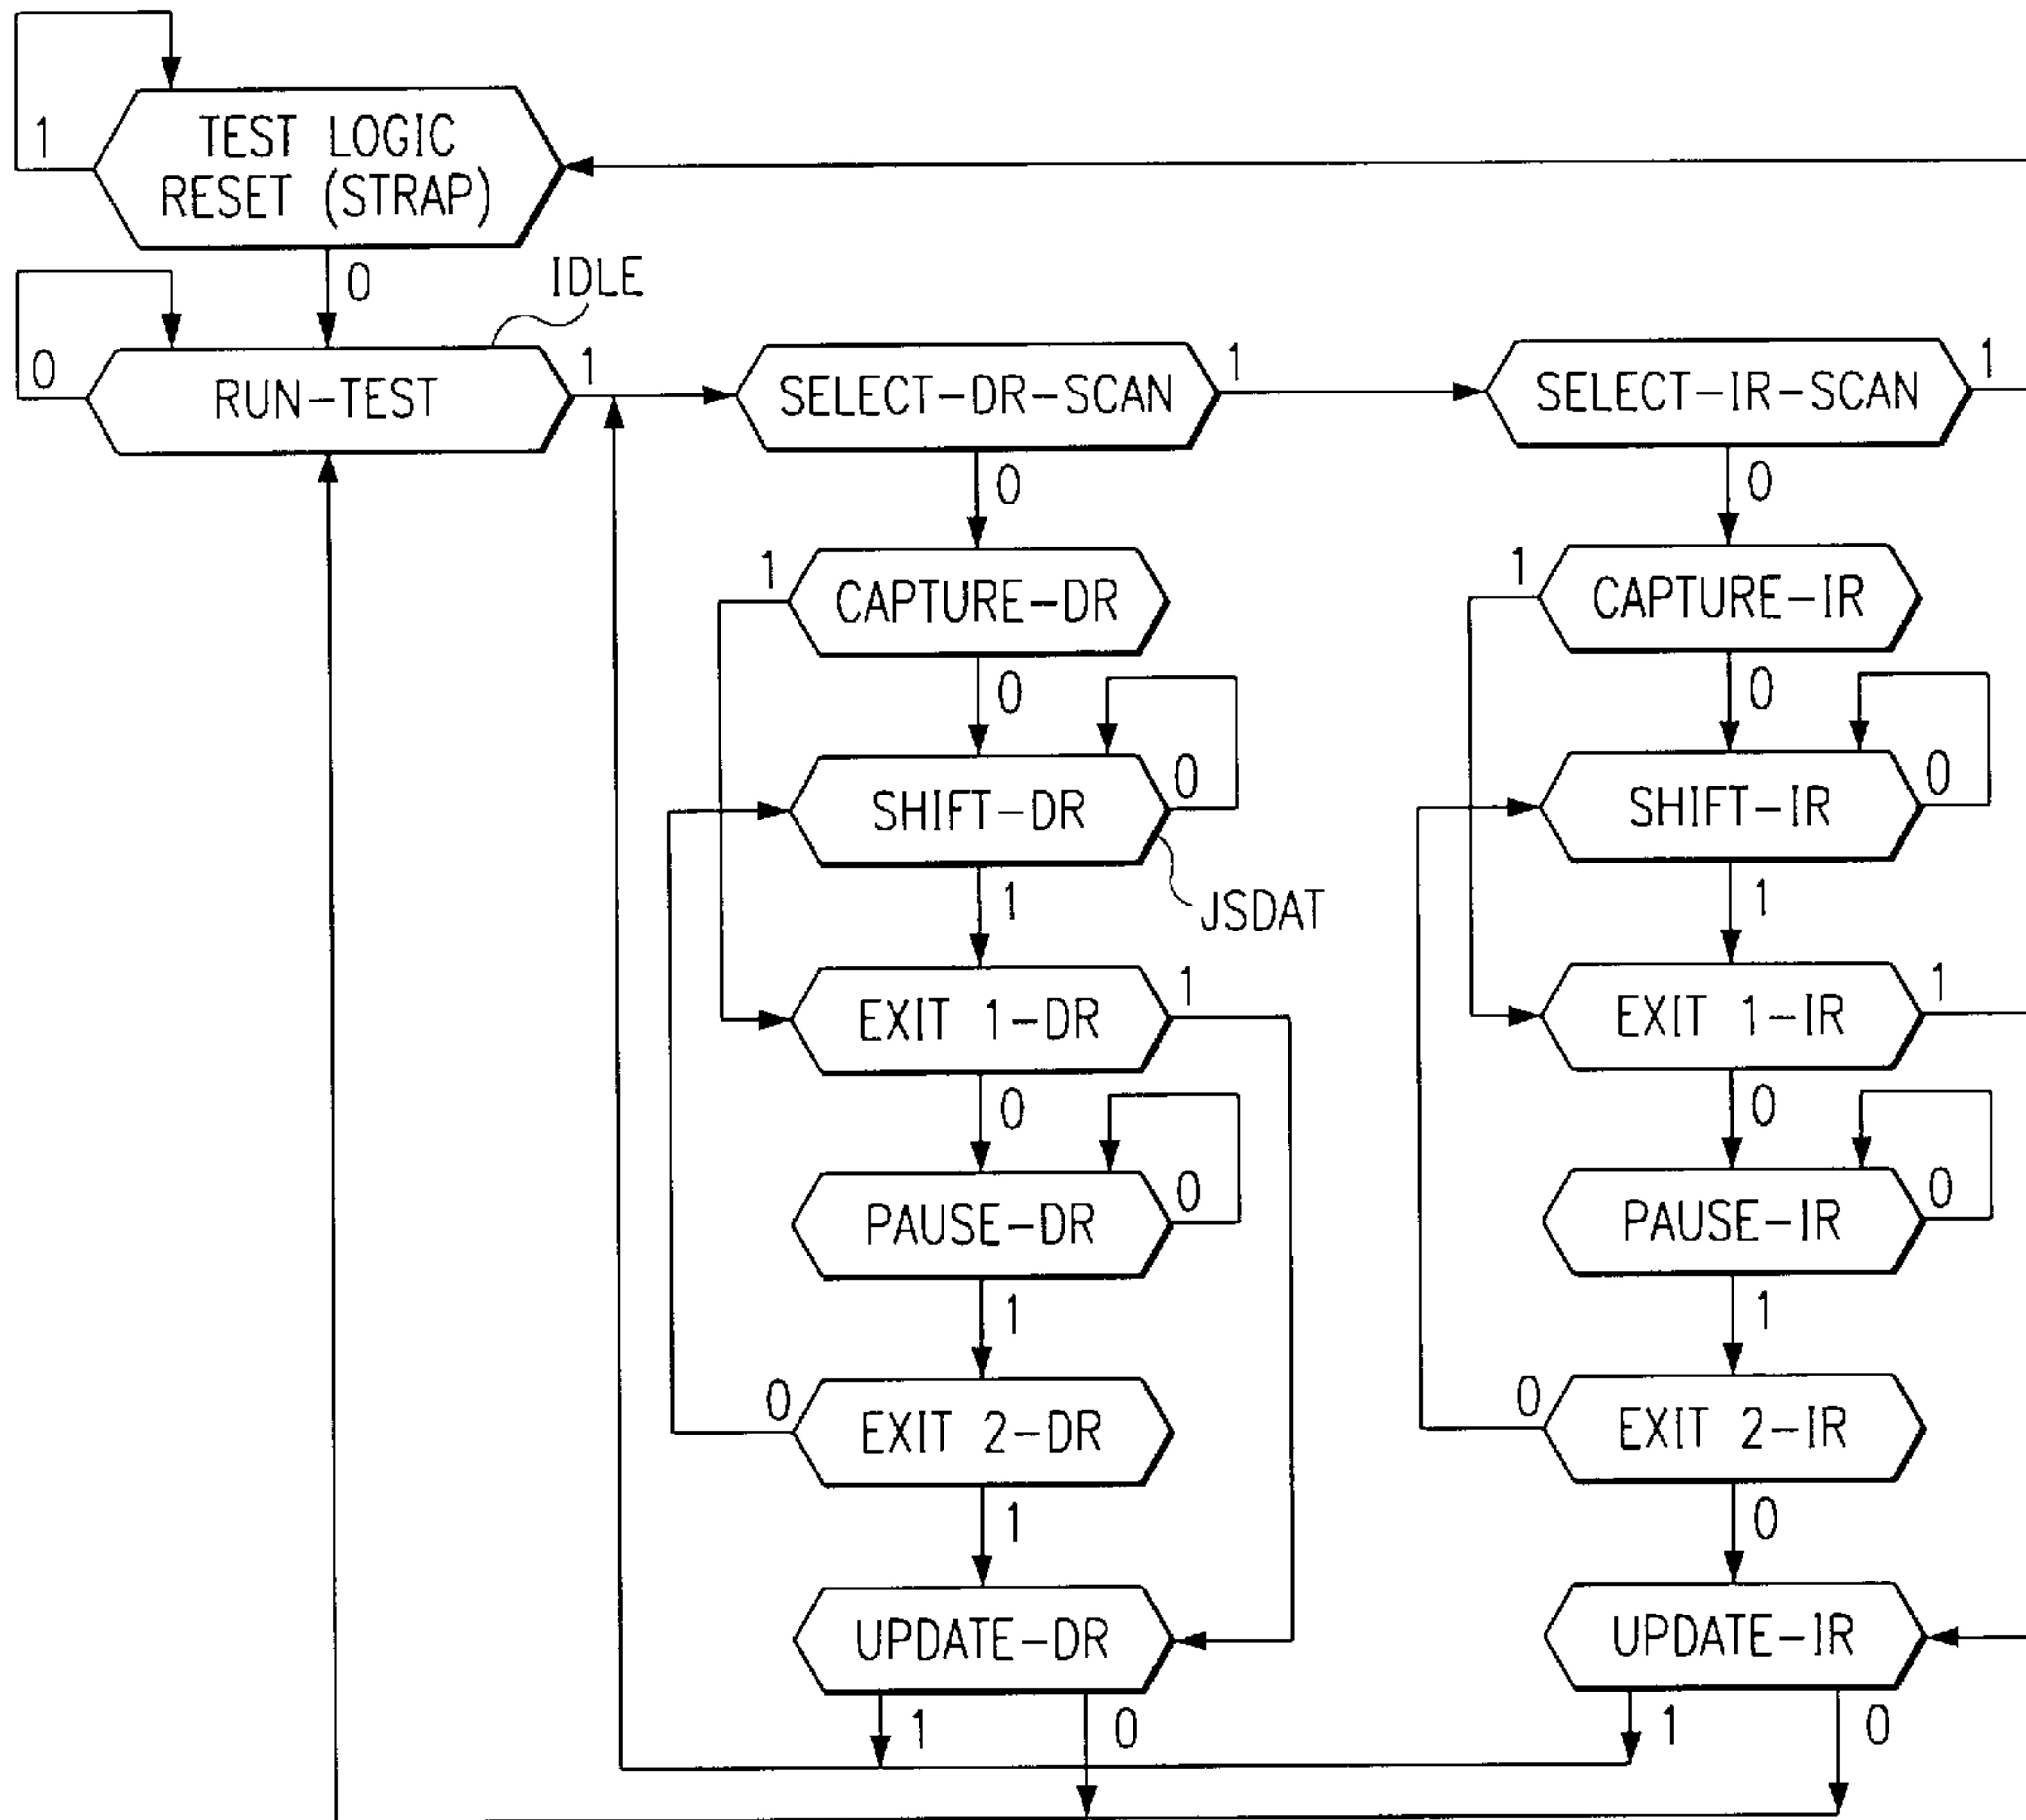 1
TEST LOGIC
RESET (STRAP)
0
IDLE
0
RUN-TEST
1
SELECT-DR-SCAN
1
SELECT-IR-SCAN
1
0
0
1
CAPTURE-DR
1
CAPTURE-IR
0
0
SHIFT-DR
0
SHIFT-IR
0
1
JSDAT
1
EXIT 1-DR
1
EXIT 1-IR
1
0
0
PAUSE-DR
0
PAUSE-IR
0
1
1
0
EXIT 2-DR
0
EXIT 2-IR
1
0
UPDATE-DR
UPDATE-IR
1
0
1
0